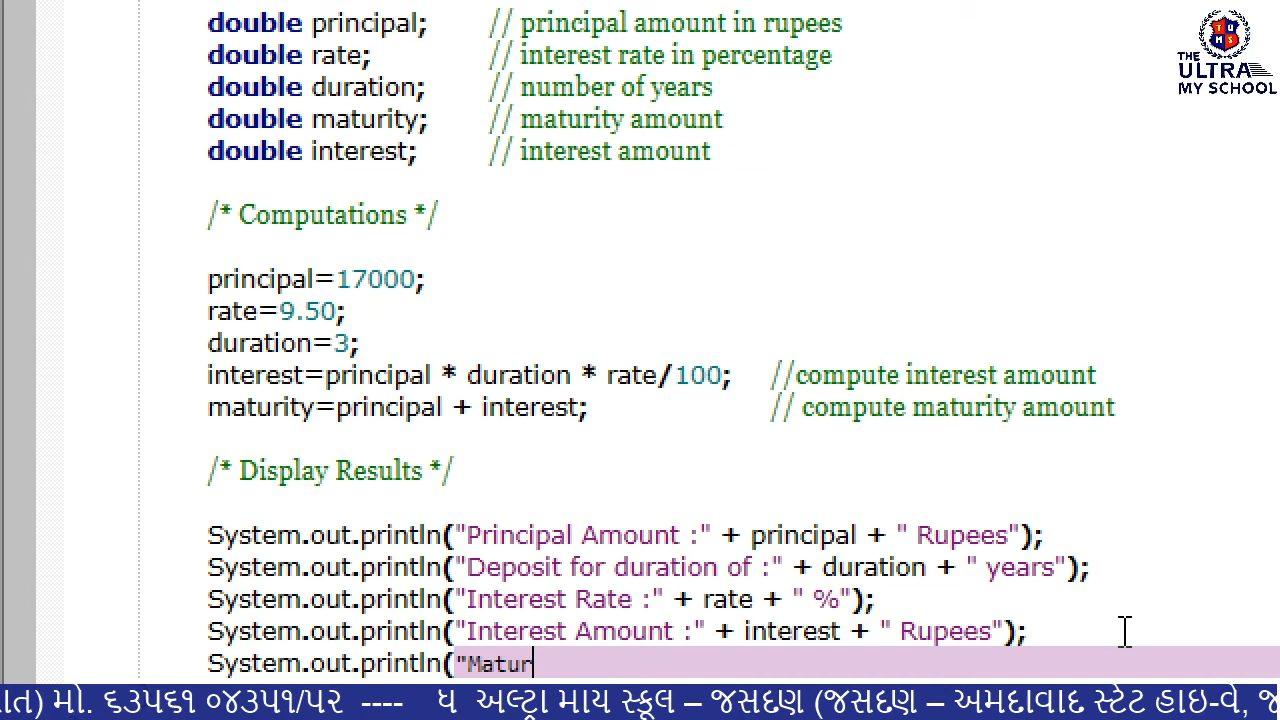 double principal; // principal amount in rupees
double rate; // interest rate in percentage
double duration; // number of years
double maturity; // maturity amount
double interest; // interest amount
/* Computations */
principal=17000;
rate=9.50;
duration=3;
interest=principal * duration * rate/100; //compute interest amount
maturity=principal + interest; // compute maturity amount
/* Display Results */
System.out.println("Principal Amount :" + principal + " Rupees");
System.out.println("Deposit for duration of :" + duration + " years");
System.out.println("Interest Rate :" + rate + " %");
System.out.println("Interest Amount :" + interest + " Rupees");
System.out.println("Matur
TUMS
THE
ULTRA
MY SCHOOL
ાત) મો. ૬૩૫૬૧ ૦૪૩૫૧/૫૨ ---- ધ અલ્ટ્રા માય સ્કૂલ – જસદણ (જસદણ – અમદાવાદ સ્ટેટ હાઇ-વે, જ